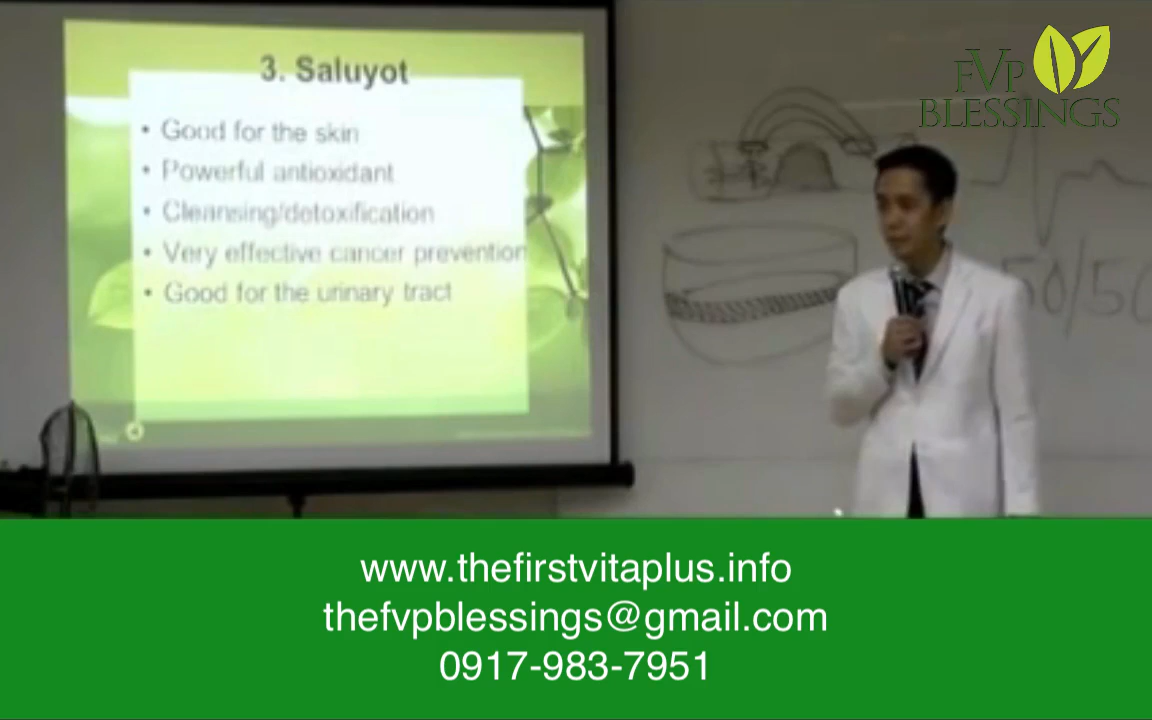 3. Saluyot
• Good for the skin
• Powerful antioxidant
• Cleansing/detoxification
• Very effective cancer prevention
• Good for the urinary tract
FVP
BLESSINGS
50/50
www.thefirstvitaplus.info
thefvpblessings@gmail.com
0917-983-7951